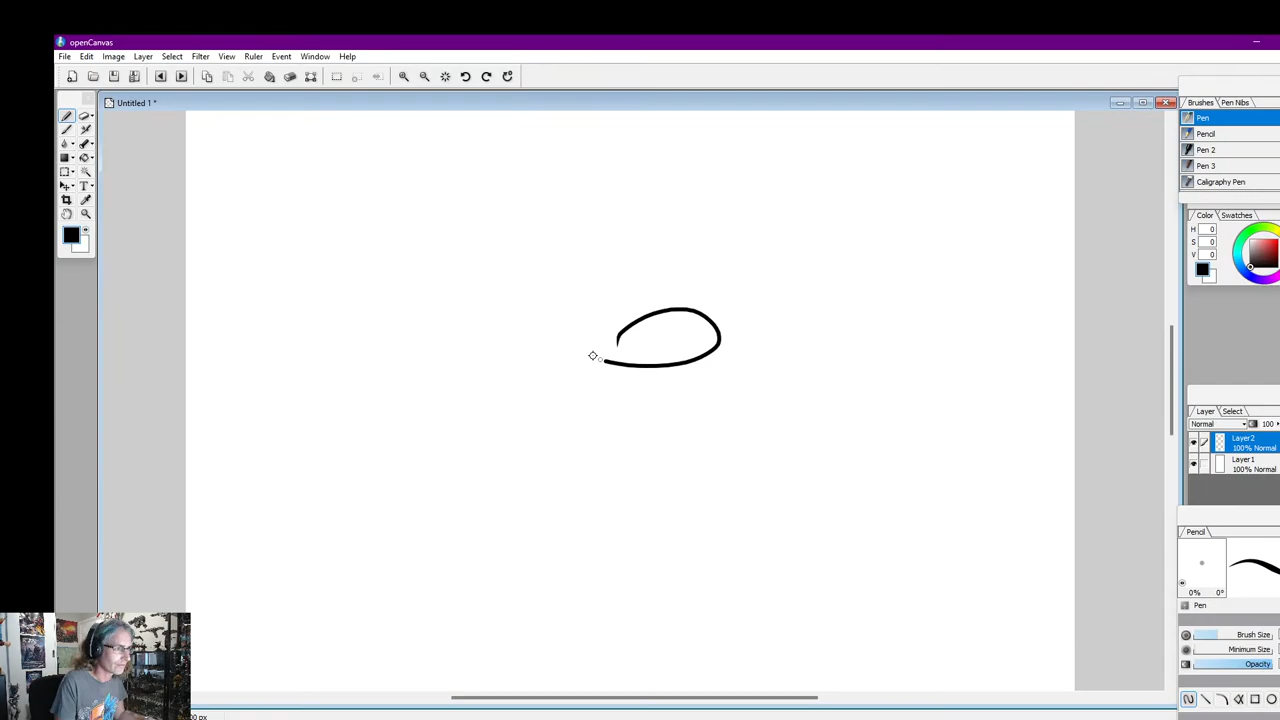 openCanvas
File Edit Image Layer Select Filter View Ruler Event Window Help
Untitled 1 *
Brushes Pen Nibs
Pen
Pencil
Pen 2
Pen 3
Caligraphy Pen
Color Swatches
H 0
S 0
V 0
Layer Select
Normal 100
Layer2
100% Normal
Layer1
100% Normal
Pencil
0% 0°
Pen
Brush Size
Minimum Size
Opacity
px